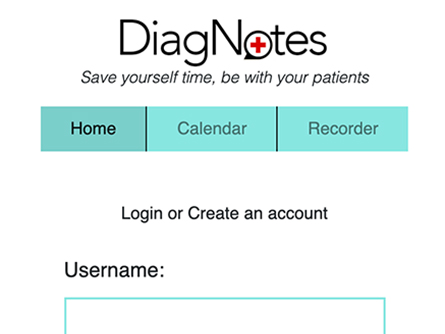 DiagNotes
Save yourself time, be with your patients
Home Calendar Recorder
Login or Create an account
Username: